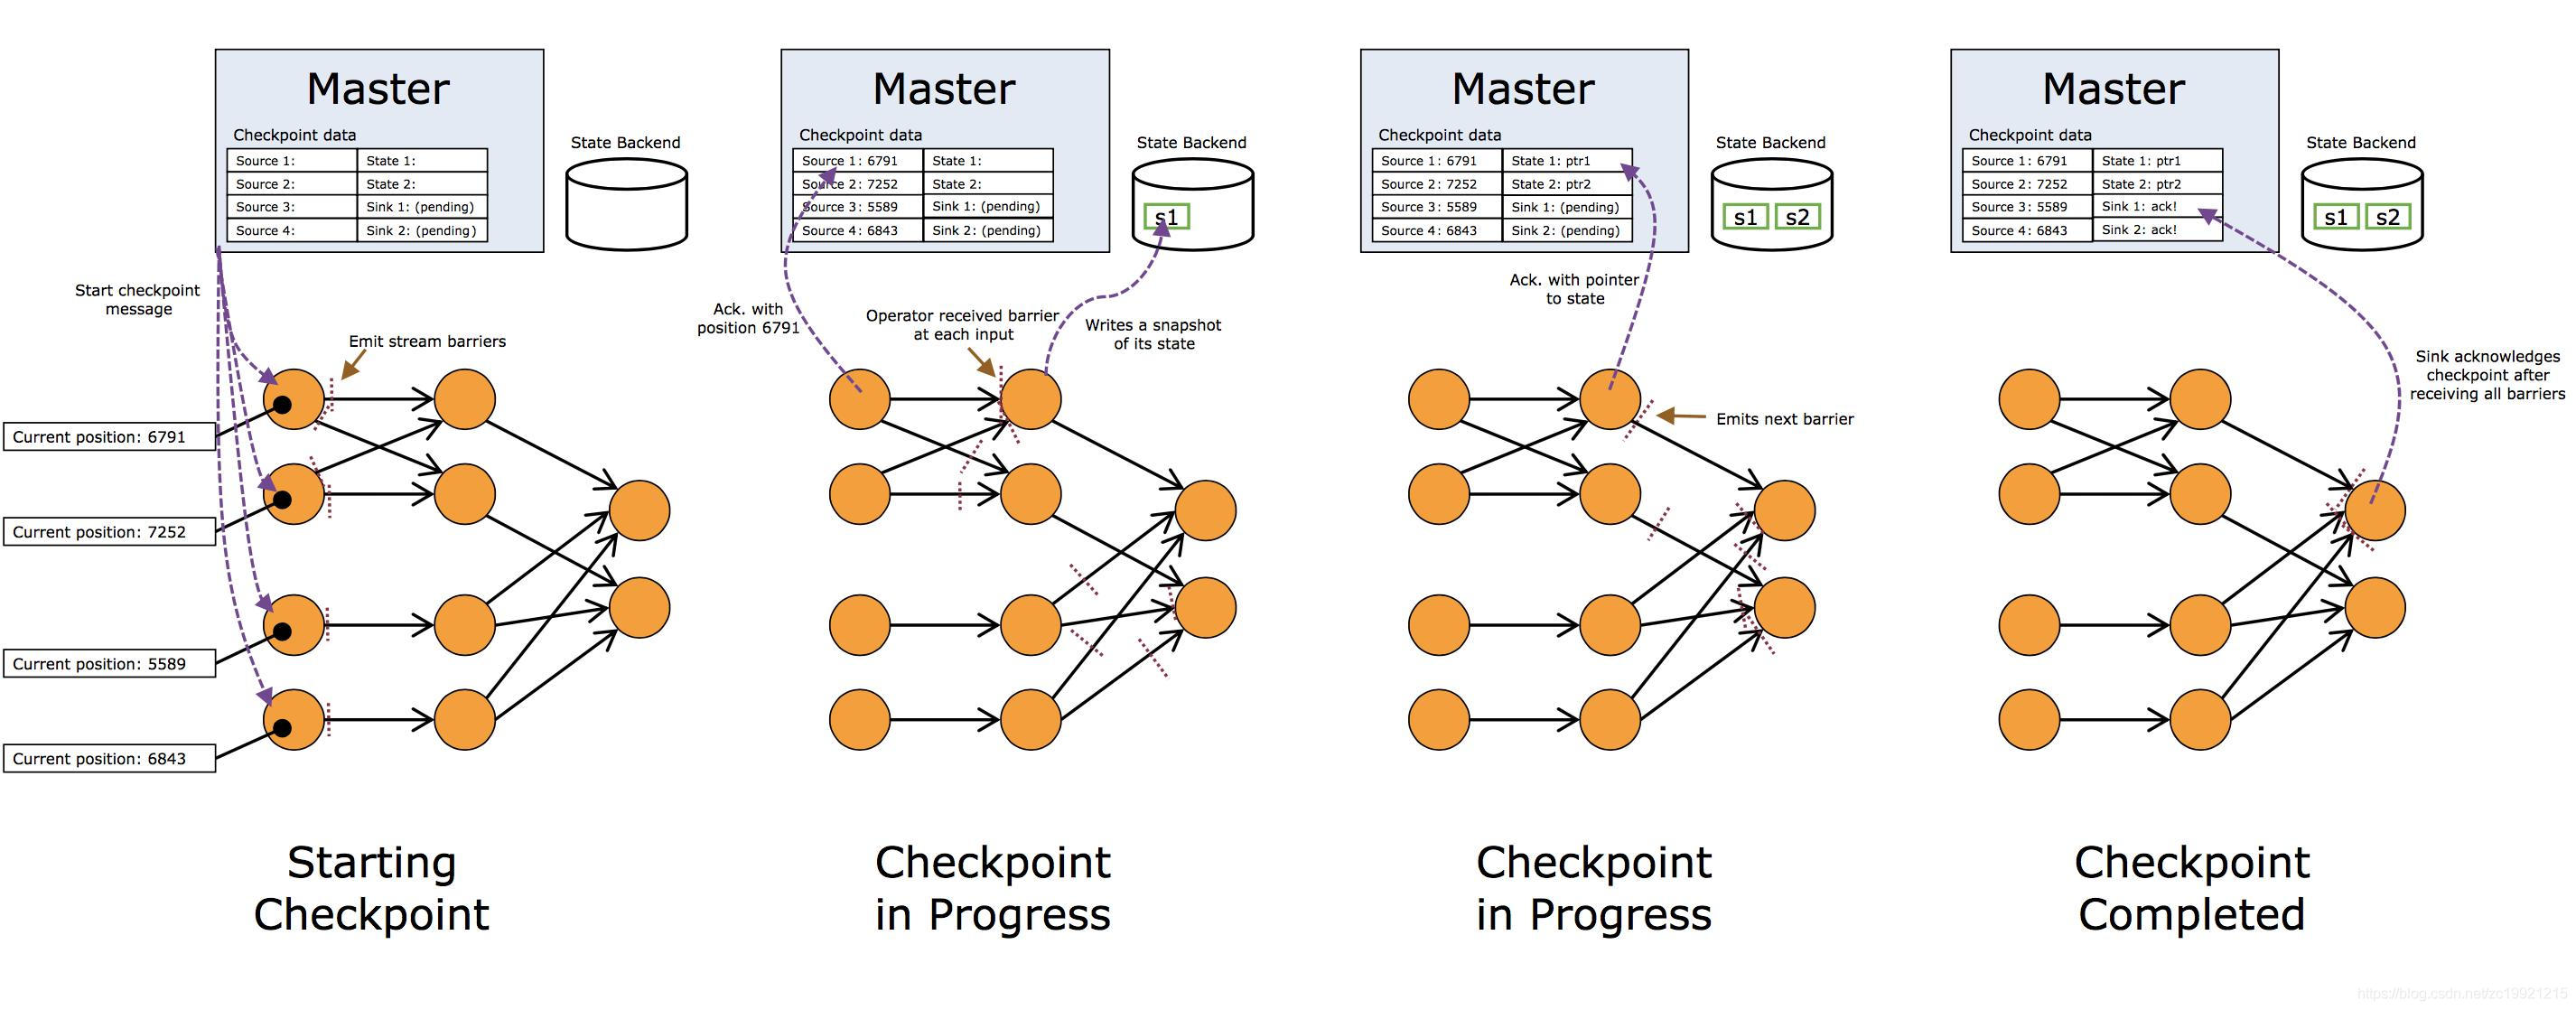 Master
Checkpoint data
Source 1:
State 1:
Source 2:
State 2:
Source 3:
Sink 1: (pending)
Source 4:
Sink 2: (pending)
State Backend
Start checkpoint
message
Emit stream barriers
Current position: 6791
Current position: 7252
Current position: 5589
Current position: 6843
Starting
Checkpoint
Master
Checkpoint data
Source 1: 6791
State 1:
Source 2: 7252
State 2:
Source 3: 5589
Sink 1: (pending)
Source 4: 6843
Sink 2: (pending)
State Backend
s1
Ack. with
position 6791
Operator received barrier
at each input
Writes a snapshot
of its state
Checkpoint
in Progress
Master
Checkpoint data
Source 1: 6791
State 1: ptr1
Source 2: 7252
State 2: ptr2
Source 3: 5589
Sink 1: (pending)
Source 4: 6843
Sink 2: (pending)
State Backend
s1
s2
Ack. with pointer
to state
Emits next barrier
Checkpoint
in Progress
Master
Checkpoint data
Source 1: 6791
State 1: ptr1
Source 2: 7252
State 2: ptr2
Source 3: 5589
Sink 1: ack!
Source 4: 6843
Sink 2: ack!
State Backend
s1
s2
Sink acknowledges
checkpoint after
receiving all barriers
Checkpoint
Completed
https://blog.csdn.net/zc19921215